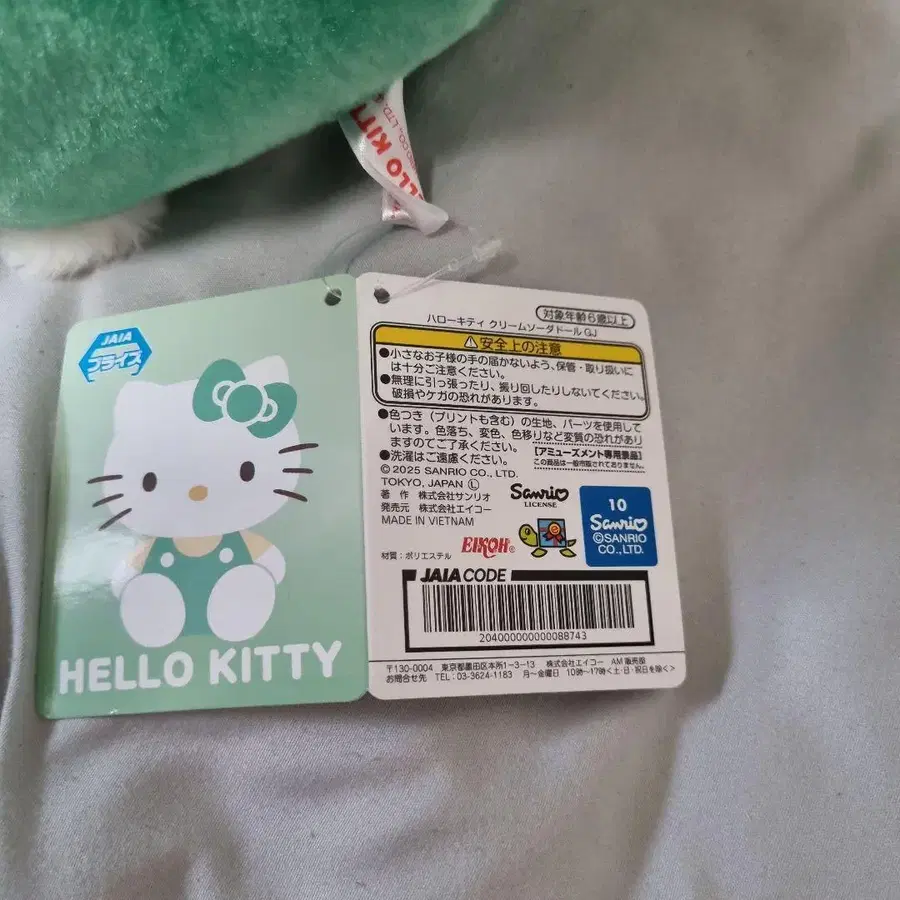 HELLO KITTY
CO., LTD.
JAIA
プライズ
HELLO KITTY
対象年齢6歳以上
ハローキティ クリームソーダドール GJ
⚠安全上の注意
●小さなお子様の手の届かないよう、保管・取り扱いに
は十分ご注意ください。
●無理に引っ張ったり、振り回したりしないでください。
破損やケガの恐れがあります。
●色つき（プリントも含む）の生地、パーツを使用して
います。色落ち、変色、色移りなど変質の恐れがあり
ますのでご了承ください。
●洗濯はご遠慮ください。
【アミューズメント専用景品】
この商品は一般市販品ではありません。
© 2025 SANRIO CO., LTD.
TOKYO, JAPAN Ⓛ
著 作 株式会社サンリオ
発売元 株式会社エイコー
MADE IN VIETNAM
Sanrio
LICENSE
10
Sanrio
©SANRIO
CO., LTD.
材質：ポリエステル
EIKOH®
JAIA CODE
204000000000088743
〒130-0004 東京都墨田区本所1-3-13 株式会社エイコー AM販売部
お問合せ先 TEL：03-3624-1183 月～金曜日 10時～17時＜土・日・祝日を除く＞